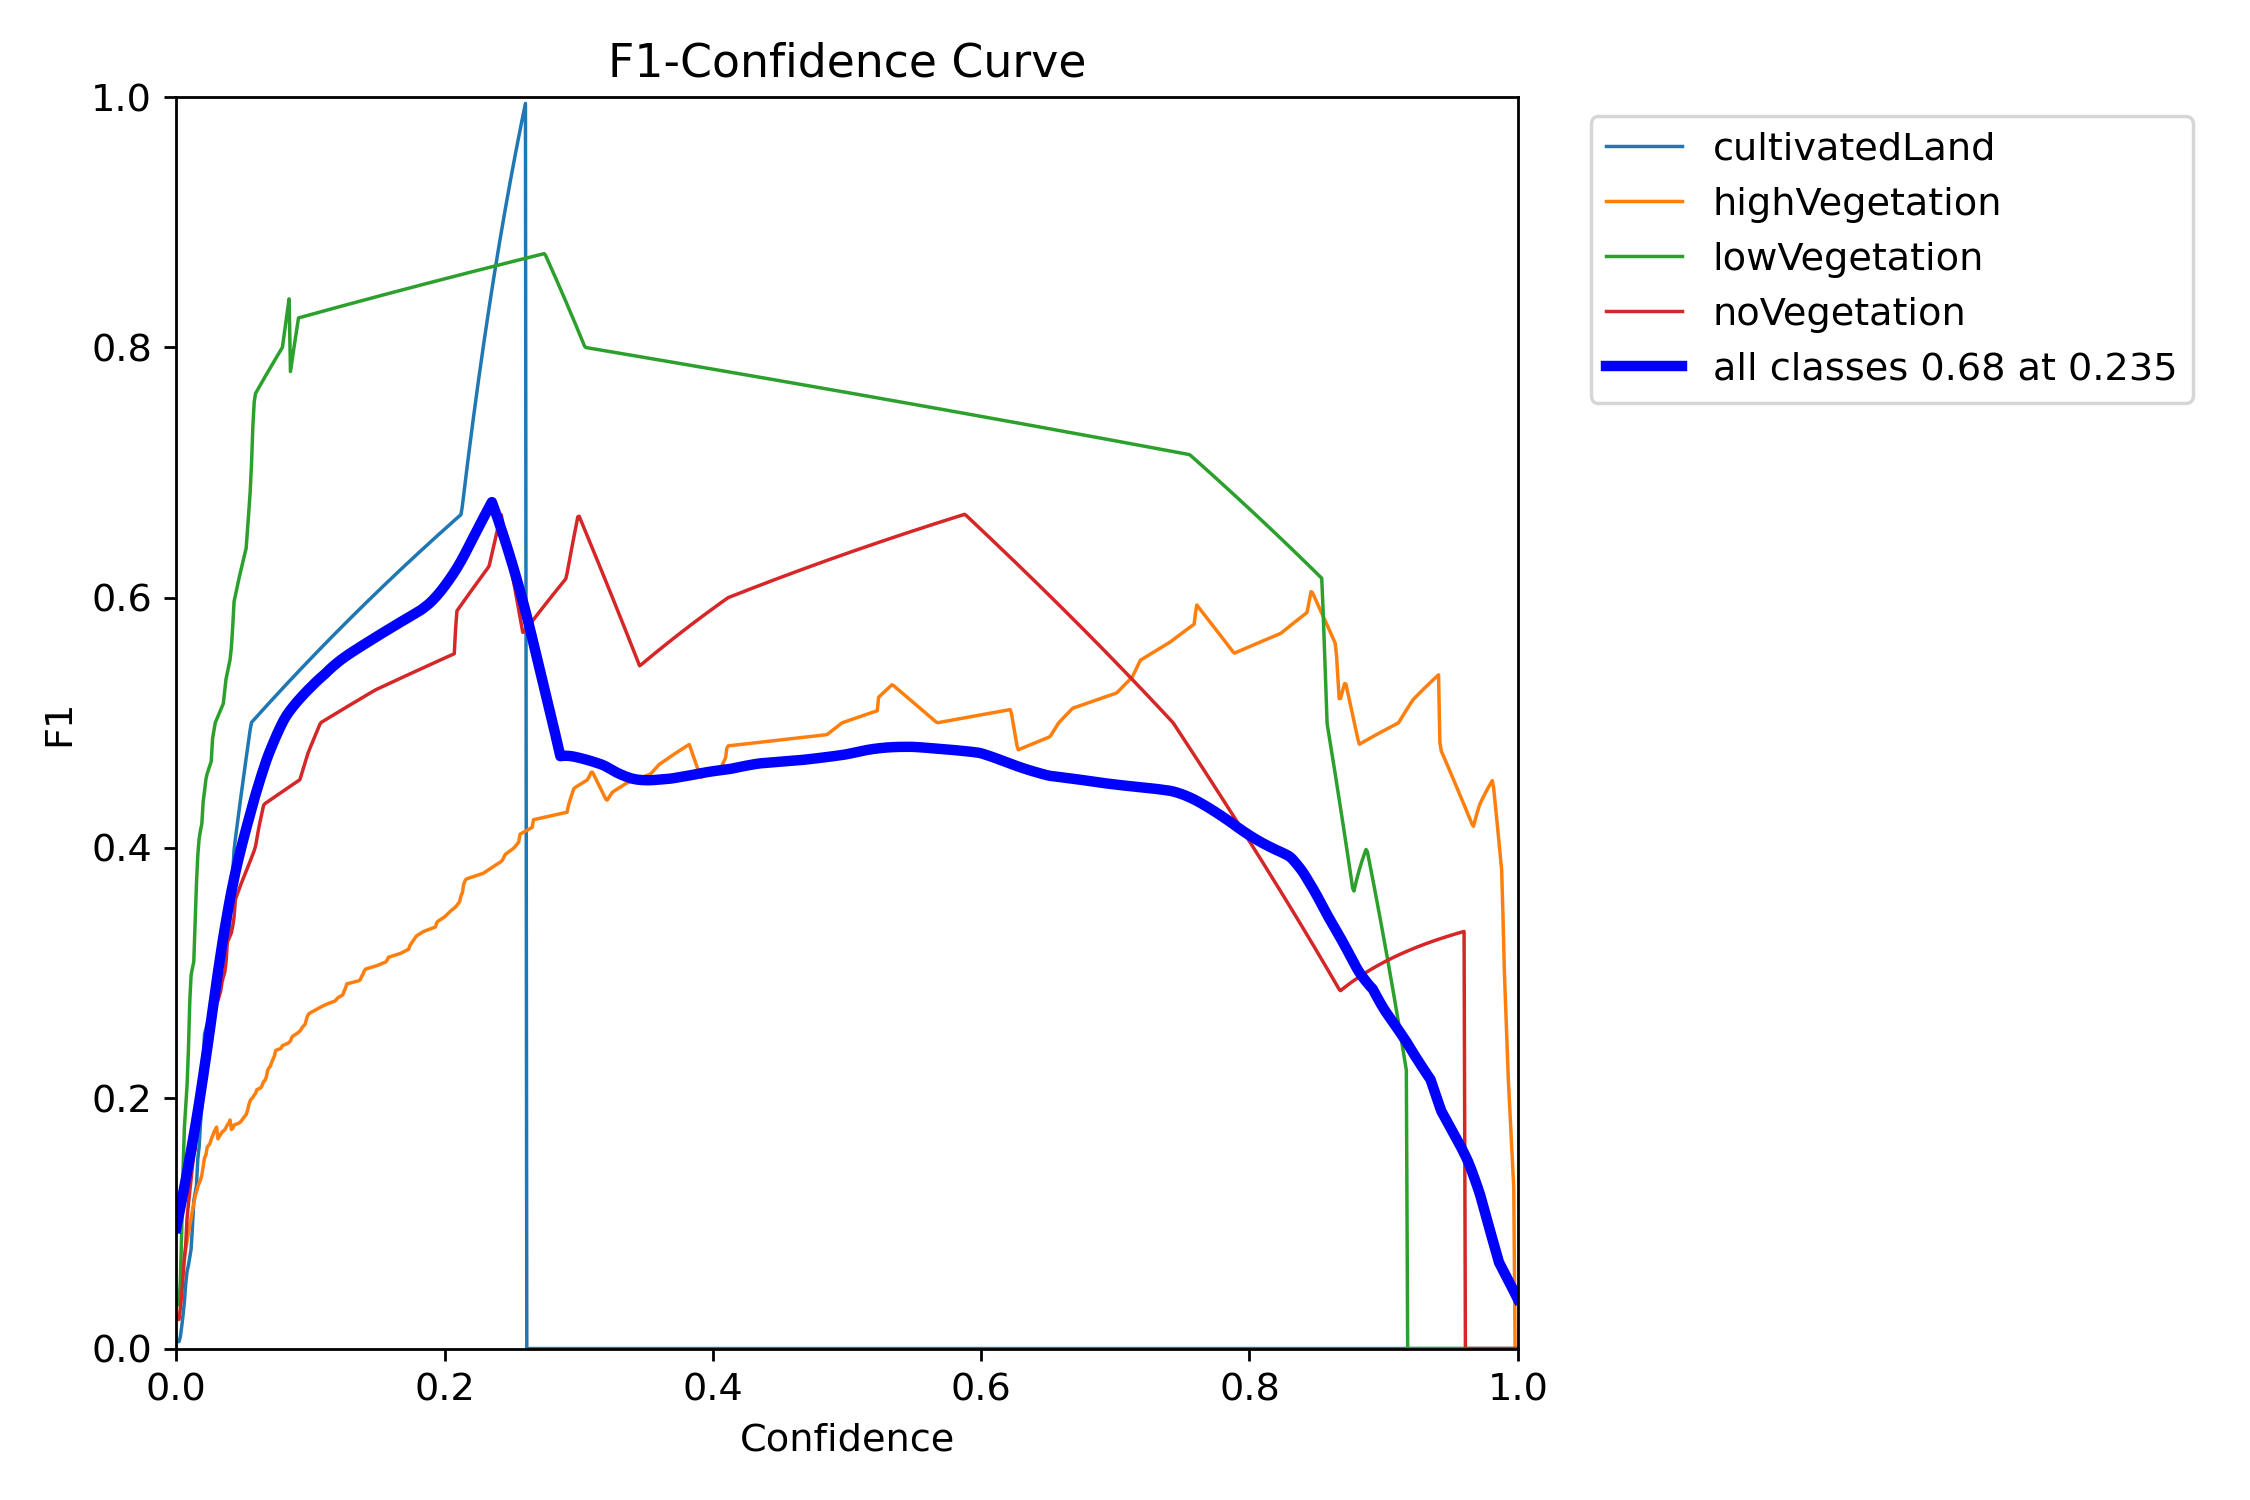 F1-Confidence Curve
1.0
0.8
0.6
0.4
0.2
0.0
F1
0.0 0.2 0.4 0.6 0.8 1.0
Confidence
cultivatedLand
highVegetation
lowVegetation
noVegetation
all classes 0.68 at 0.235